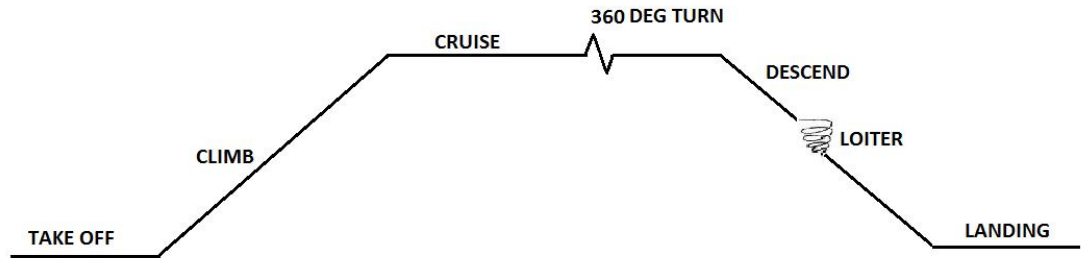 360 DEG TURN
CRUISE
DESCEND
LOITER
CLIMB
TAKE OFF
LANDING